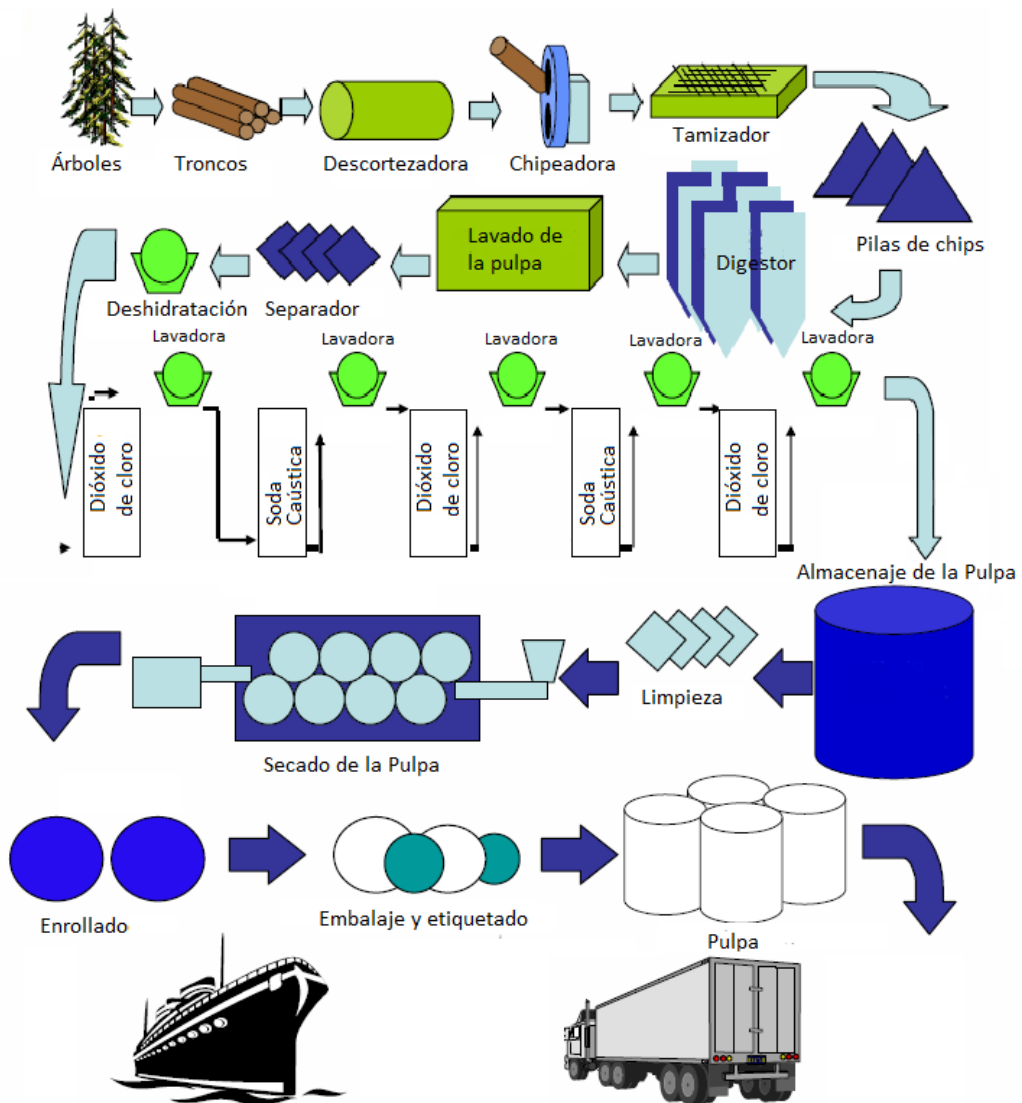 Árboles
Troncos
Descortezadora
Chipeadora
Tamizador
Pilas de chips
Digestor
Lavado de
la pulpa
Separador
Deshidratación
Lavadora
Lavadora
Lavadora
Lavadora
Lavadora
Dióxido
de cloro
Soda
Caústica
Dióxido
de cloro
Soda
Caústica
Dióxido
de cloro
Almacenaje de la Pulpa
Limpieza
Secado de la Pulpa
Enrollado
Embalaje y etiquetado
Pulpa